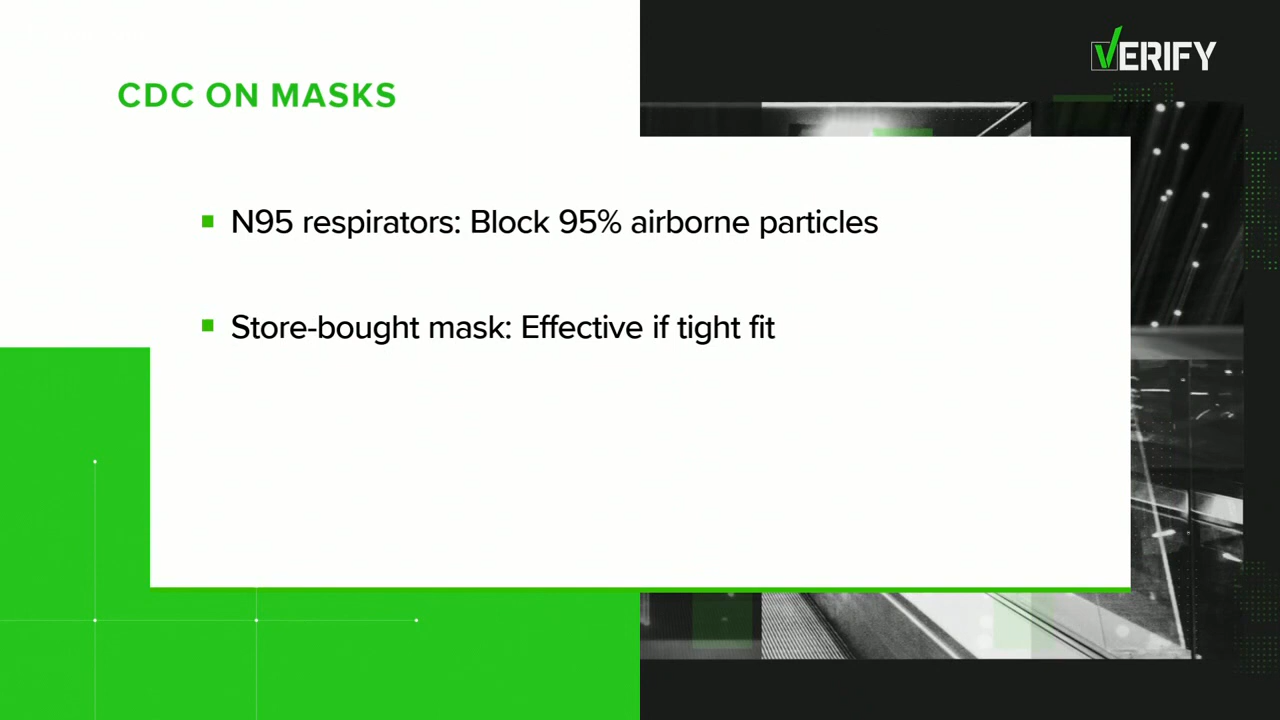 VERIFY
CDC ON MASKS
N95 respirators: Block 95% airborne particles
Store-bought mask: Effective if tight fit